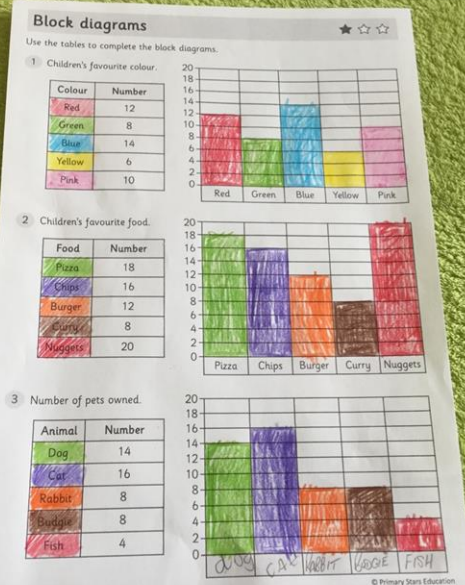 Block diagrams
Use the tables to complete the block diagrams.
1 Children's favourite colour.
Colour Number
Red 12
Green 8
Blue 14
Yellow 6
Pink 10
20
18
16
14
12
10
8
6
4
2
0
Red Green Blue Yellow Pink
2 Children's favourite food.
Food Number
Pizza 18
Chips 16
Burger 12
Curry 8
Nuggets 20
20
18
16
14
12
10
8
6
4
2
0
Pizza Chips Burger Curry Nuggets
3 Number of pets owned.
Animal Number
Dog 14
Cat 16
Rabbit 8
Budgie 8
Fish 4
20
18
16
14
12
10
8
6
4
2
0
dog CAt RABBIT BUDGIE FISH
© Primary Stars Education